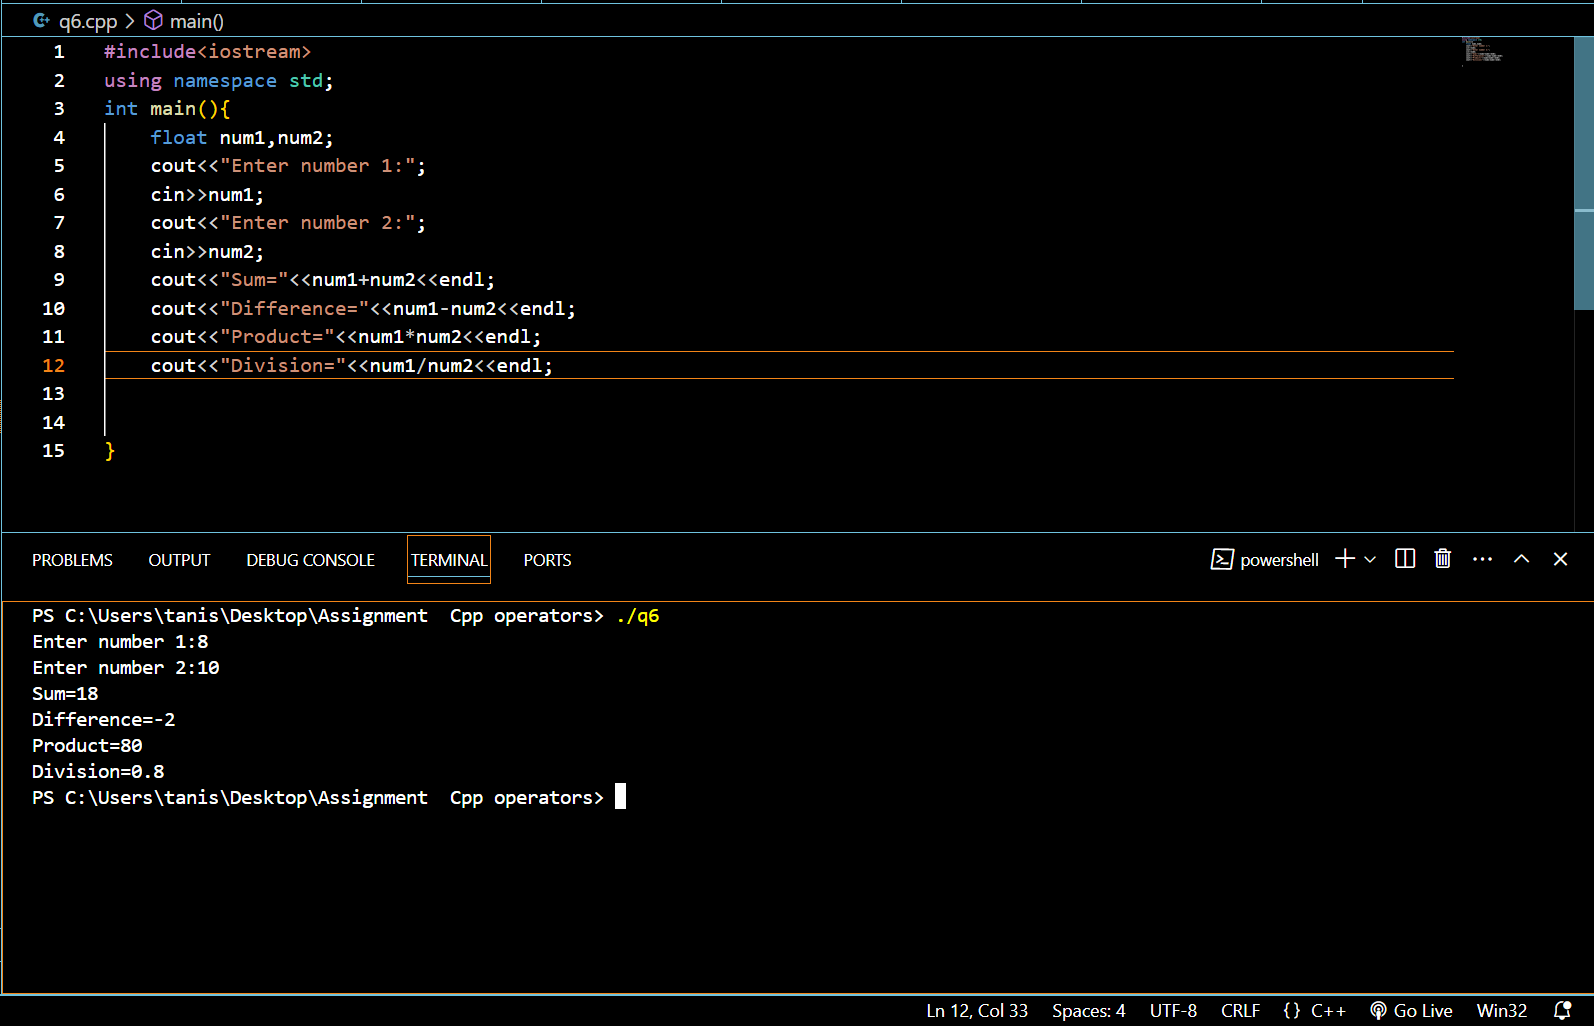 q6.cpp > main()
1 #include<iostream>
2 using namespace std;
3 int main(){
4     float num1,num2;
5     cout<<"Enter number 1:";
6     cin>>num1;
7     cout<<"Enter number 2:";
8     cin>>num2;
9     cout<<"Sum="<<num1+num2<<endl;
10     cout<<"Difference="<<num1-num2<<endl;
11     cout<<"Product="<<num1*num2<<endl;
12     cout<<"Division="<<num1/num2<<endl;
13
14
15 }
PROBLEMS OUTPUT DEBUG CONSOLE TERMINAL PORTS powershell
PS C:\Users\tanis\Desktop\Assignment  Cpp operators> ./q6
Enter number 1:8
Enter number 2:10
Sum=18
Difference=-2
Product=80
Division=0.8
PS C:\Users\tanis\Desktop\Assignment  Cpp operators>
Ln 12, Col 33 Spaces: 4 UTF-8 CRLF {} C++ Go Live Win32